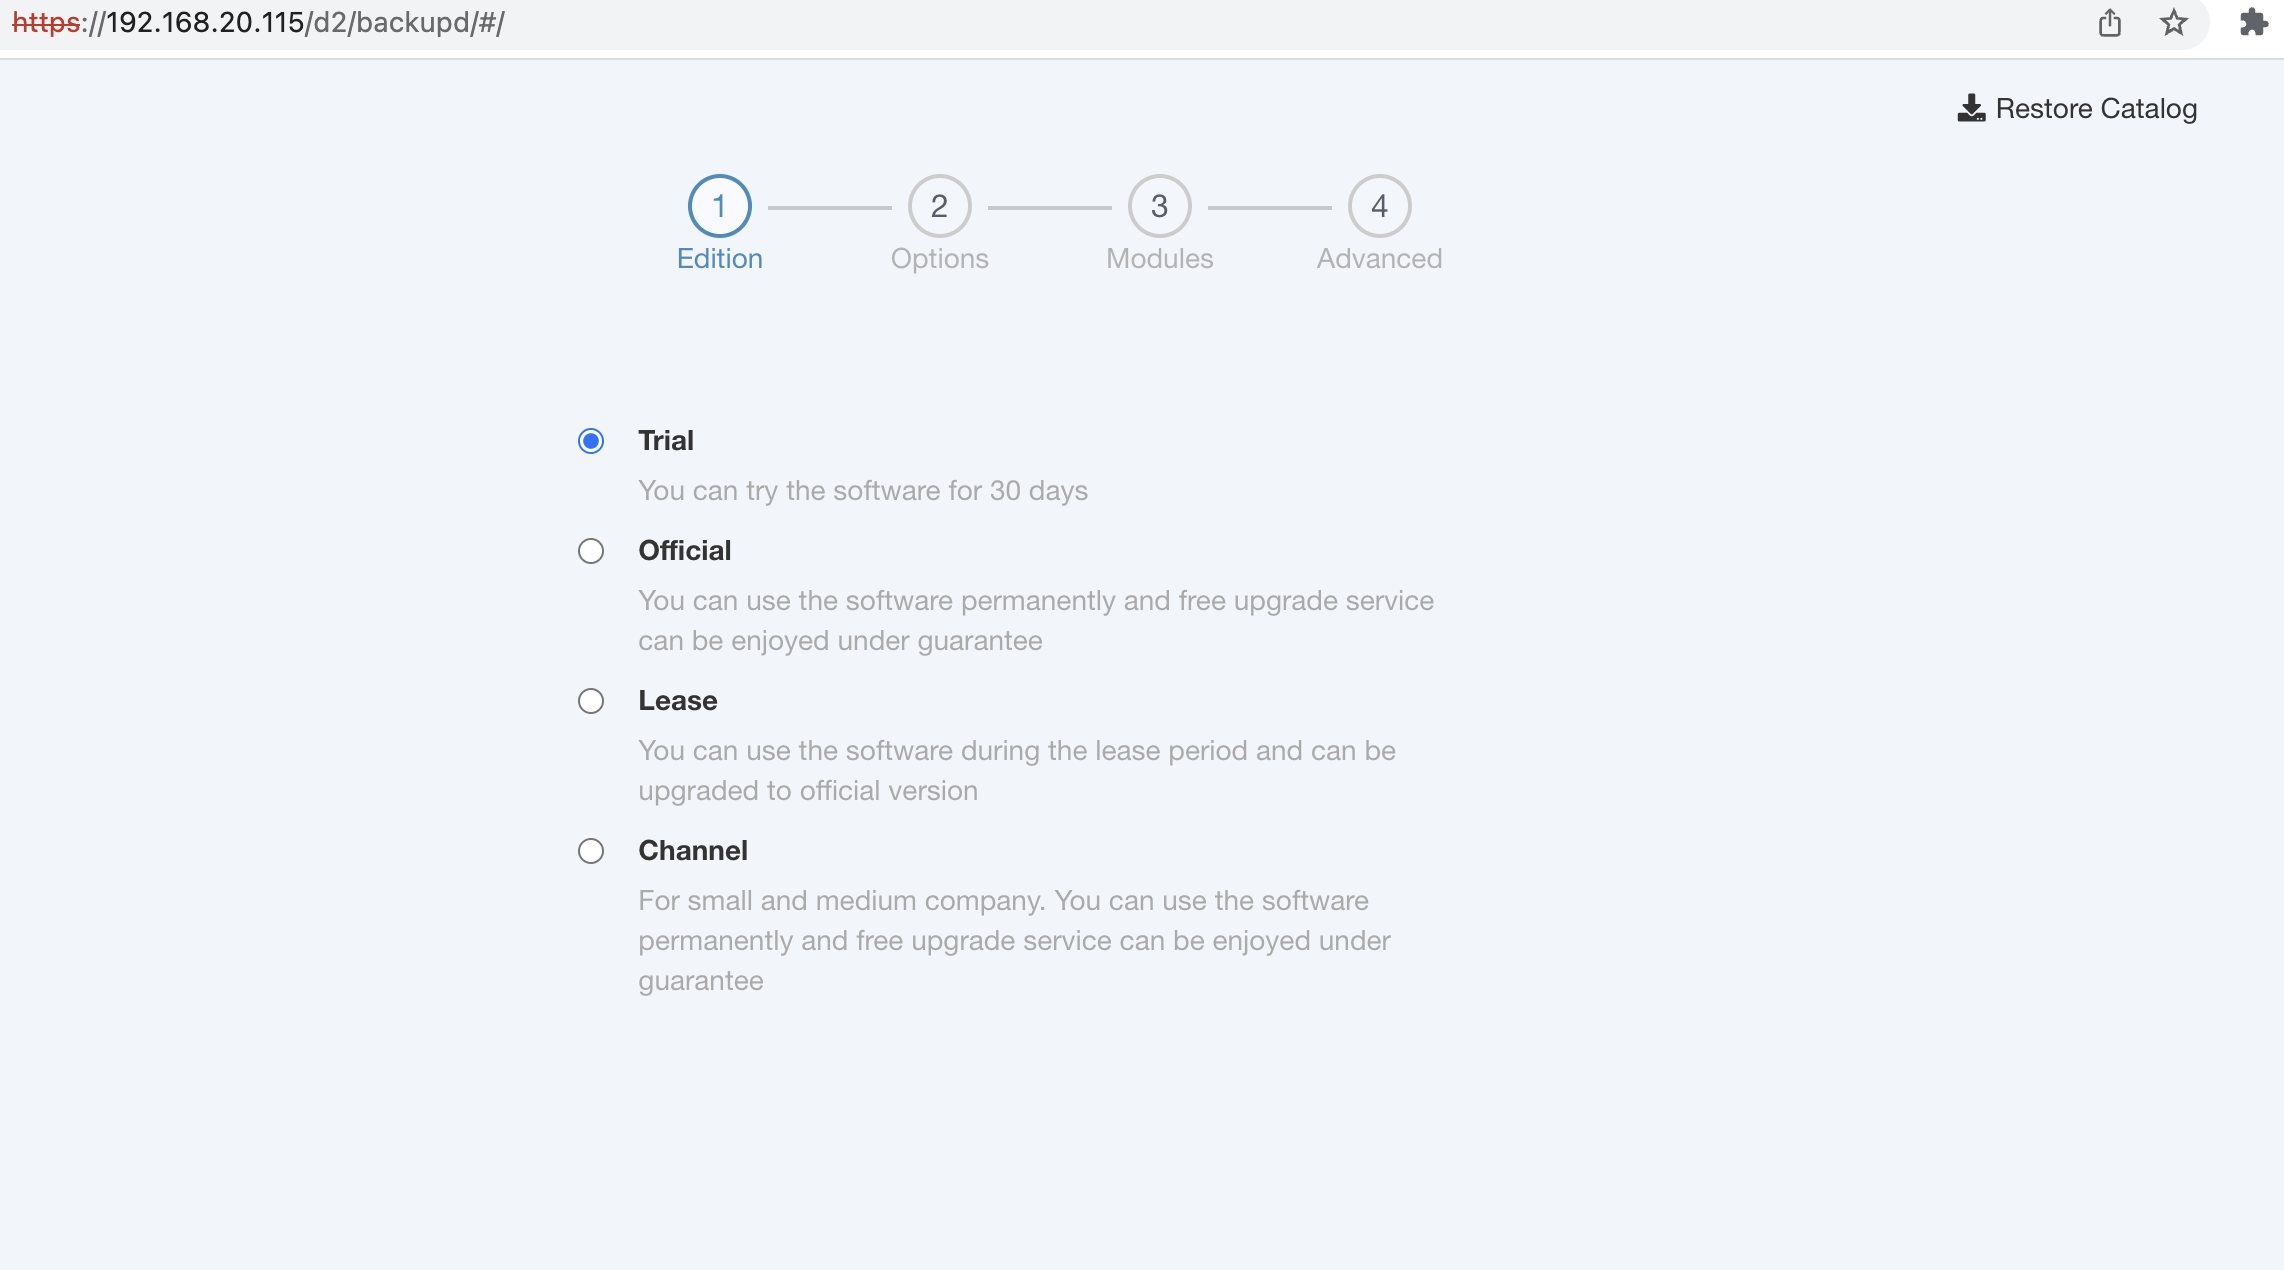 https://192.168.20.115/d2/backupd/#/
Restore Catalog
1
2
3
4
Edition
Options
Modules
Advanced
Trial
You can try the software for 30 days
Official
You can use the software permanently and free upgrade service
can be enjoyed under guarantee
Lease
You can use the software during the lease period and can be
upgraded to official version
Channel
For small and medium company. You can use the software
permanently and free upgrade service can be enjoyed under
guarantee